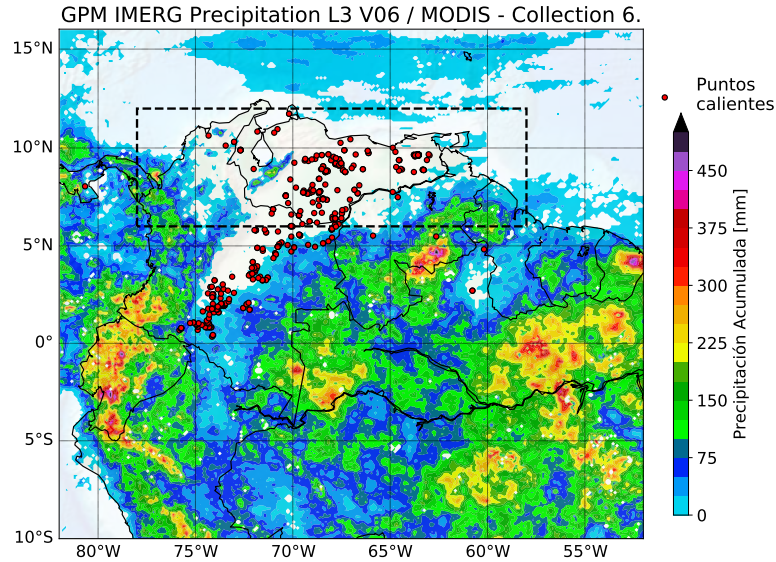 GPM IMERG Precipitation L3 V06 / MODIS - Collection 6.
15°N
10°N
5°N
0°
5°S
10°S
80°W
75°W
70°W
65°W
60°W
55°W
Puntos
calientes
450
375
300
225
150
75
0
Precipitación Acumulada [mm]